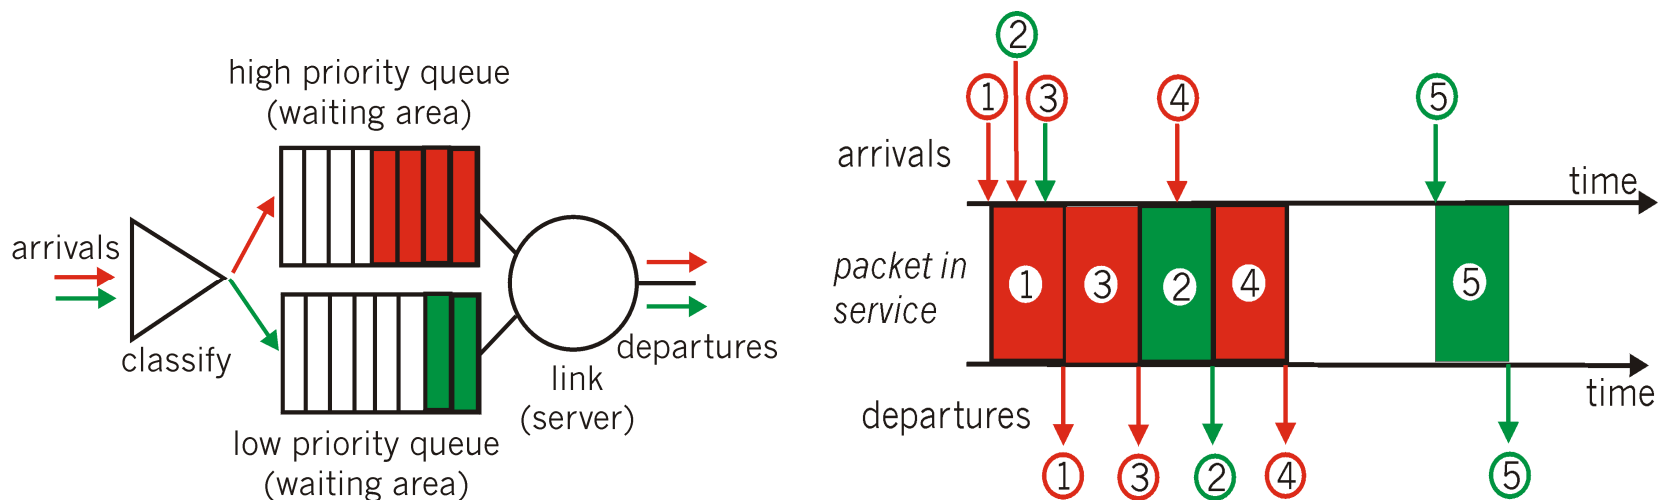 high priority queue
(waiting area)
arrivals
classify
low priority queue
(waiting area)
link
(server)
departures
2
1
3
4
5
arrivals
time
packet in
service
1
3
2
4
5
time
departures
1
3
2
4
5